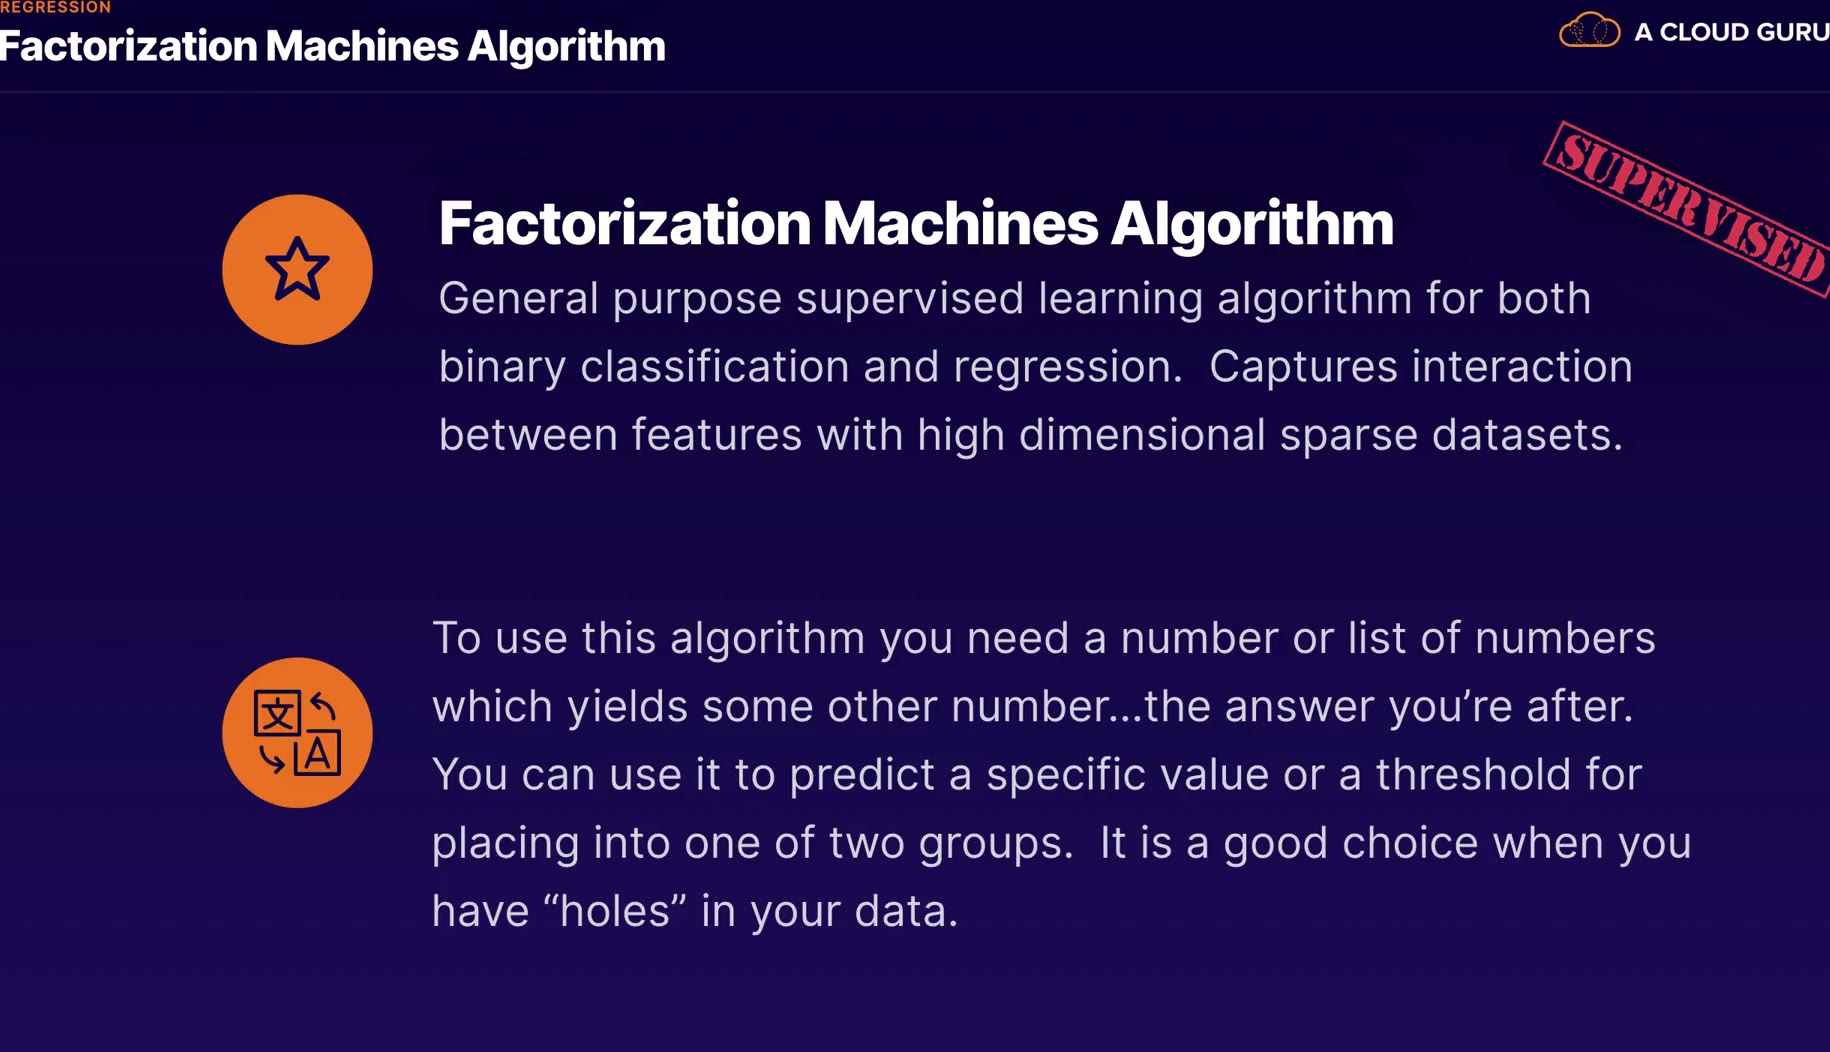 REGRESSION
Factorization Machines Algorithm
A CLOUD GURU
SUPERVISED
Factorization Machines Algorithm
General purpose supervised learning algorithm for both
binary classification and regression.  Captures interaction
between features with high dimensional sparse datasets.
文
A
To use this algorithm you need a number or list of numbers
which yields some other number...the answer you’re after.
You can use it to predict a specific value or a threshold for
placing into one of two groups.  It is a good choice when you
have “holes” in your data.